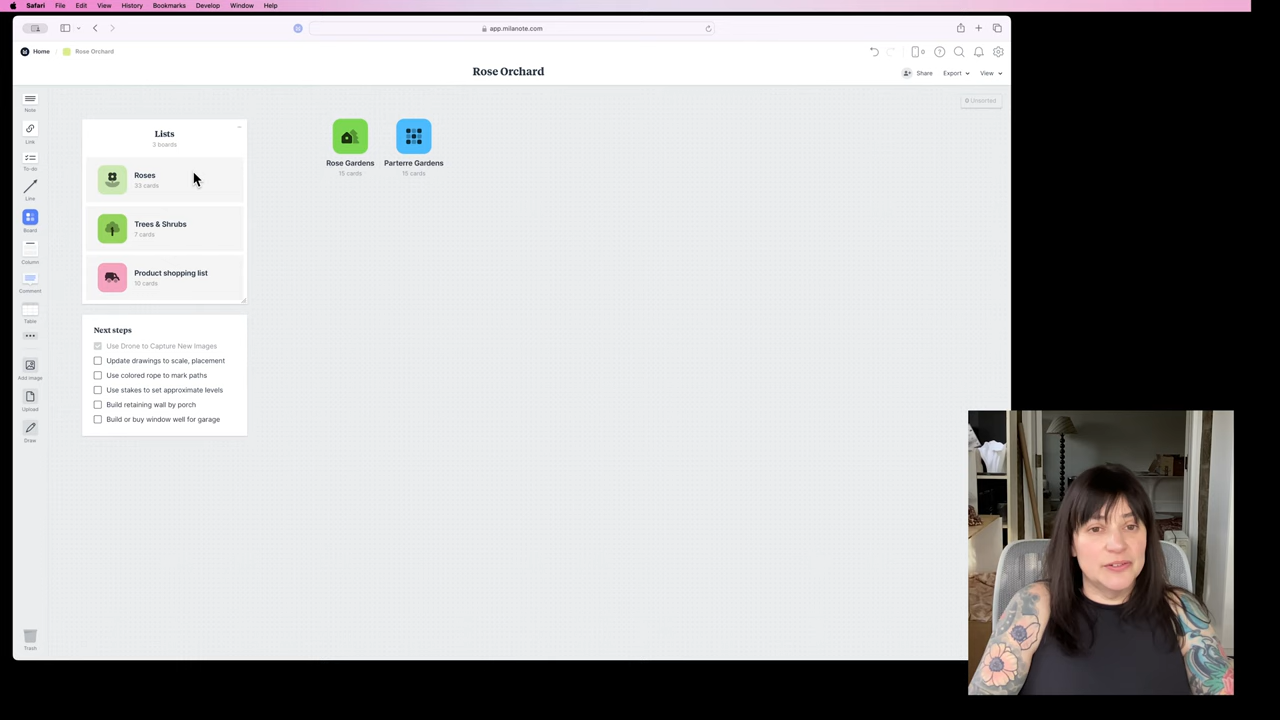 Safari File Edit View History Bookmarks Develop Window Help
app.milanote.com
Home / Rose Orchard
0
Rose Orchard
Share Export View
0 Unsorted
Note
Link
To-do
Line
Board
Column
Comment
Table
Add image
Upload
Draw
Trash
Lists
3 boards
Roses
33 cards
Trees & Shrubs
7 cards
Product shopping list
10 cards
Next steps
Use Drone to Capture New Images
Update drawings to scale, placement
Use colored rope to mark paths
Use stakes to set approximate levels
Build retaining wall by porch
Build or buy window well for garage
Rose Gardens
15 cards
Parterre Gardens
15 cards